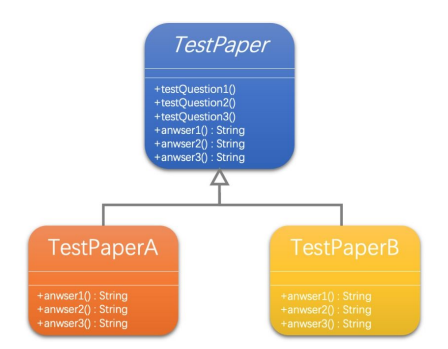 TestPaper
+testQuestion1()
+testQuestion2()
+testQuestion3()
+anwser1() : String
+anwser2() : String
+anwser3() : String
TestPaperA
+anwser1() : String
+anwser2() : String
+anwser3() : String
TestPaperB
+anwser1() : String
+anwser2() : String
+anwser3() : String